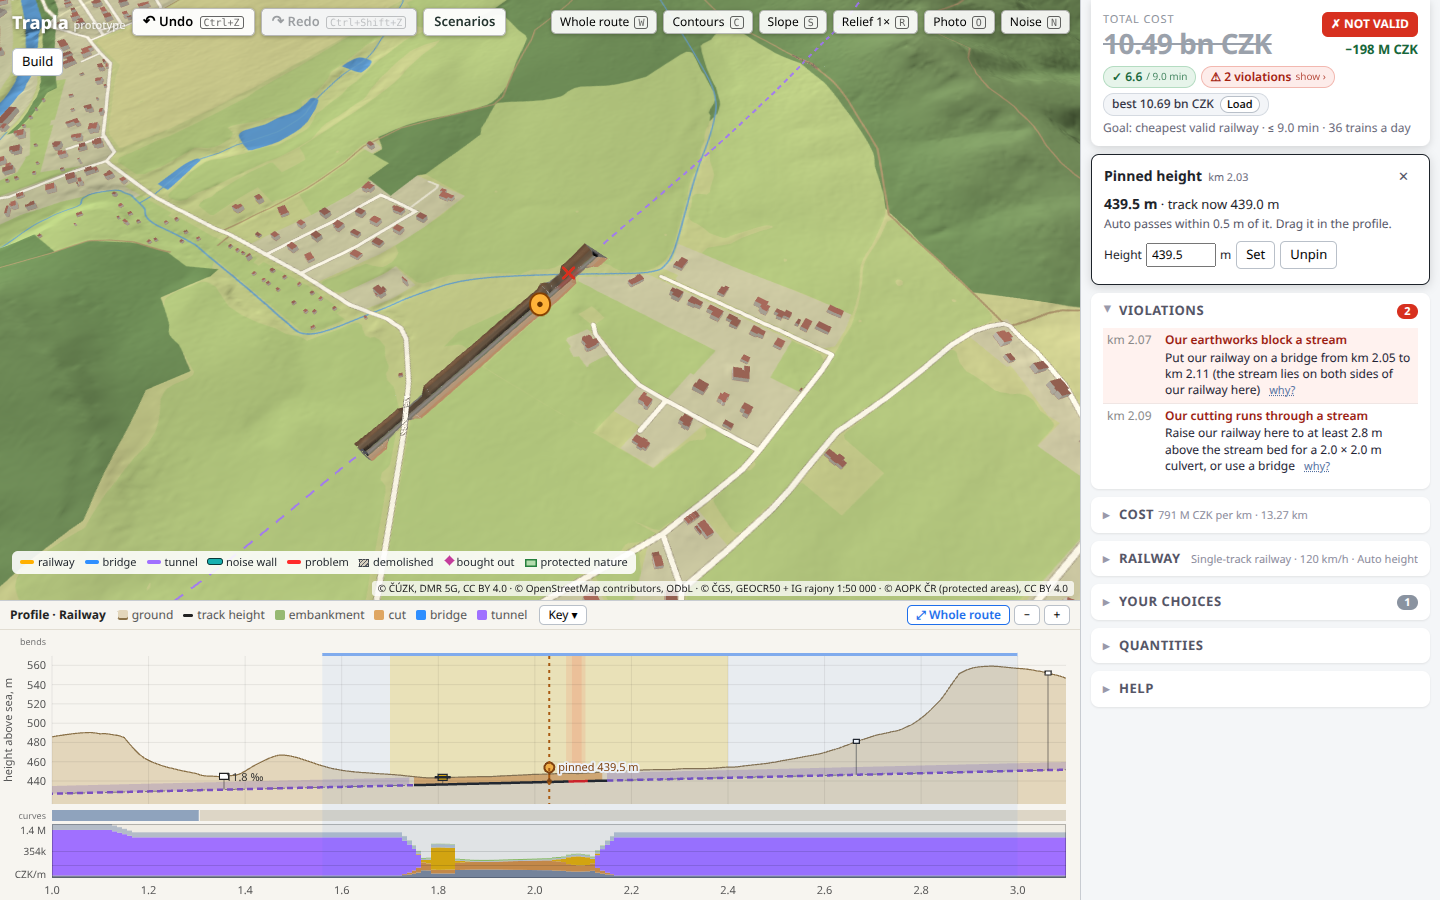 Trapla prototype
↶ Undo Ctrl+Z
↷ Redo Ctrl+Shift+Z
Scenarios
Whole route W
Contours C
Slope S
Relief 1× R
Photo O
Noise N
Build
railway bridge tunnel noise wall problem demolished bought out protected nature
© ČÚZK, DMR 5G, CC BY 4.0 · © OpenStreetMap contributors, ODbL · © ČGS, GEOCR50 + IG rajony 1:50 000 · © AOPK ČR (protected areas), CC BY 4.0
Profile · Railway ground track height embankment cut bridge tunnel Key ▾
⤢ Whole route − +
bends
height above sea, m
560
540
520
500
480
460
440
1.8 ‰
pinned 439.5 m
curves
1.4 M
354k
CZK/m
1.0 1.2 1.4 1.6 1.8 2.0 2.2 2.4 2.6 2.8 3.0
TOTAL COST
10.49 bn CZK
✗ NOT VALID
−198 M CZK
✓ 6.6 / 9.0 min
⚠ 2 violations show ›
best 10.69 bn CZK Load
Goal: cheapest valid railway · ≤ 9.0 min · 36 trains a day
Pinned height km 2.03 ✕
439.5 m · track now 439.0 m
Auto passes within 0.5 m of it. Drag it in the profile.
Height 439.5 m Set Unpin
▼ VIOLATIONS 2
km 2.07 Our earthworks block a stream
Put our railway on a bridge from km 2.05 to
km 2.11 (the stream lies on both sides of
our railway here) why?
km 2.09 Our cutting runs through a stream
Raise our railway here to at least 2.8 m
above the stream bed for a 2.0 × 2.0 m
culvert, or use a bridge why?
▶ COST 791 M CZK per km · 13.27 km
▶ RAILWAY Single-track railway · 120 km/h · Auto height
▶ YOUR CHOICES 1
▶ QUANTITIES
▶ HELP